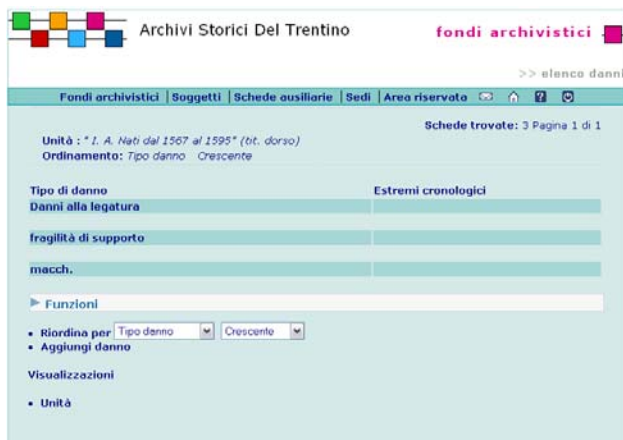 Archivi Storici Del Trentino
fondi archivistici
>> elenco danni
Fondi archivistici | Soggetti | Schede ausiliarie | Sedi | Area riservata
Schede trovate: 3 Pagina 1 di 1
Unità : " I. A. Nati dal 1567 al 1595" (tit. dorso)
Ordinamento: Tipo danno Crescente
Tipo di danno Estremi cronologici
Danni alla legatura
fragilità di supporto
macch.
Funzioni
• Riordina per Tipo danno Crescente
• Aggiungi danno
Visualizzazioni
• Unità